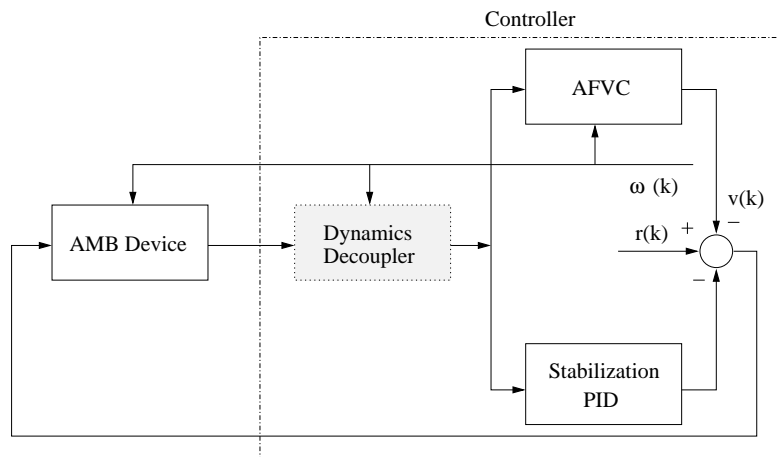 Controller
AFVC
ω (k)
v(k)
−
AMB Device
Dynamics
Decoupler
r(k)
+
−
Stabilization
PID